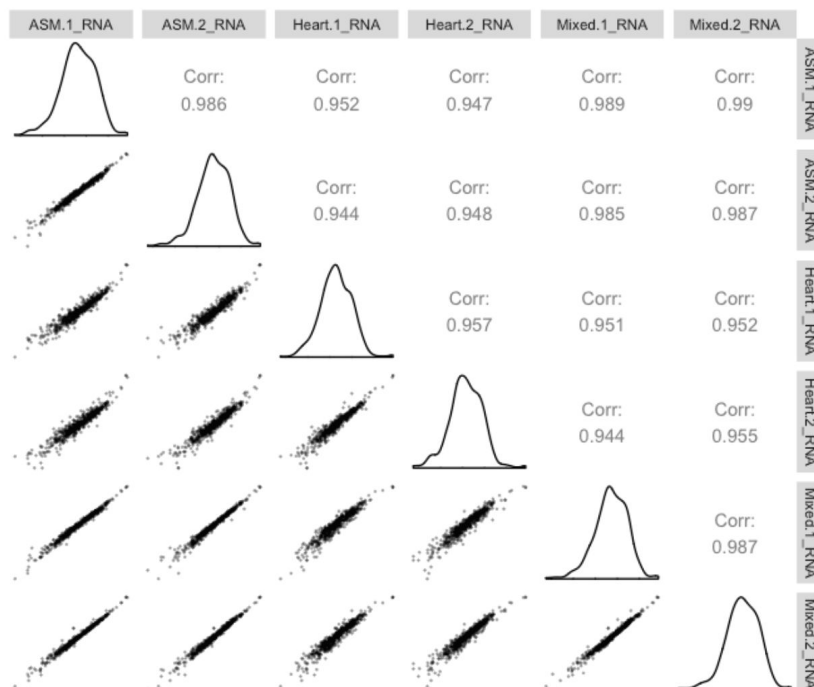 ASM.1_RNA ASM.2_RNA Heart.1_RNA Heart.2_RNA Mixed.1_RNA Mixed.2_RNA
ASM.1_RNA
Corr: Corr: Corr: Corr: Corr:
0.986 0.952 0.947 0.989 0.99
ASM.2_RNA
Corr: Corr: Corr: Corr:
0.944 0.948 0.985 0.987
Heart.1_RNA
Corr: Corr: Corr:
0.957 0.951 0.952
Heart.2_RNA
Corr: Corr:
0.944 0.955
Mixed.1_RNA
Corr:
0.987
Mixed.2_RNA